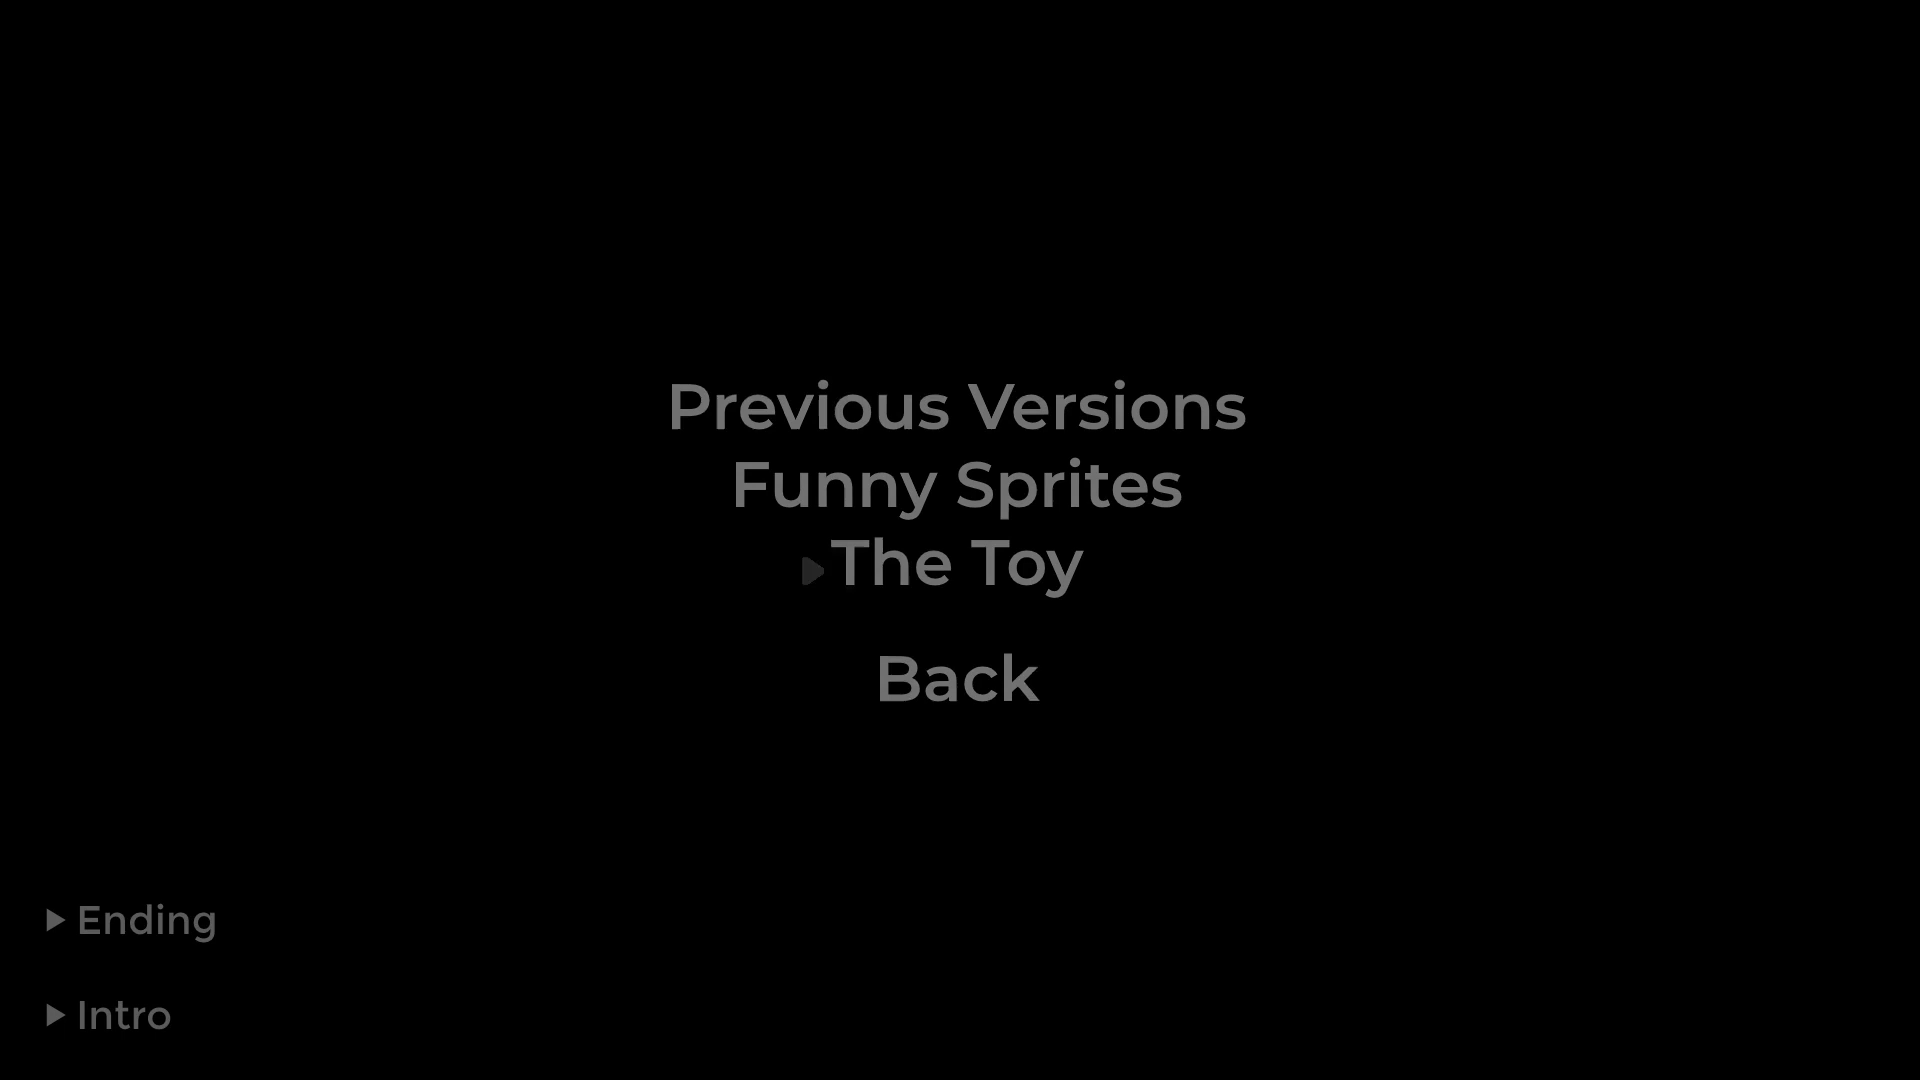 Previous Versions
Funny Sprites
The Toy
Back
Ending
Intro